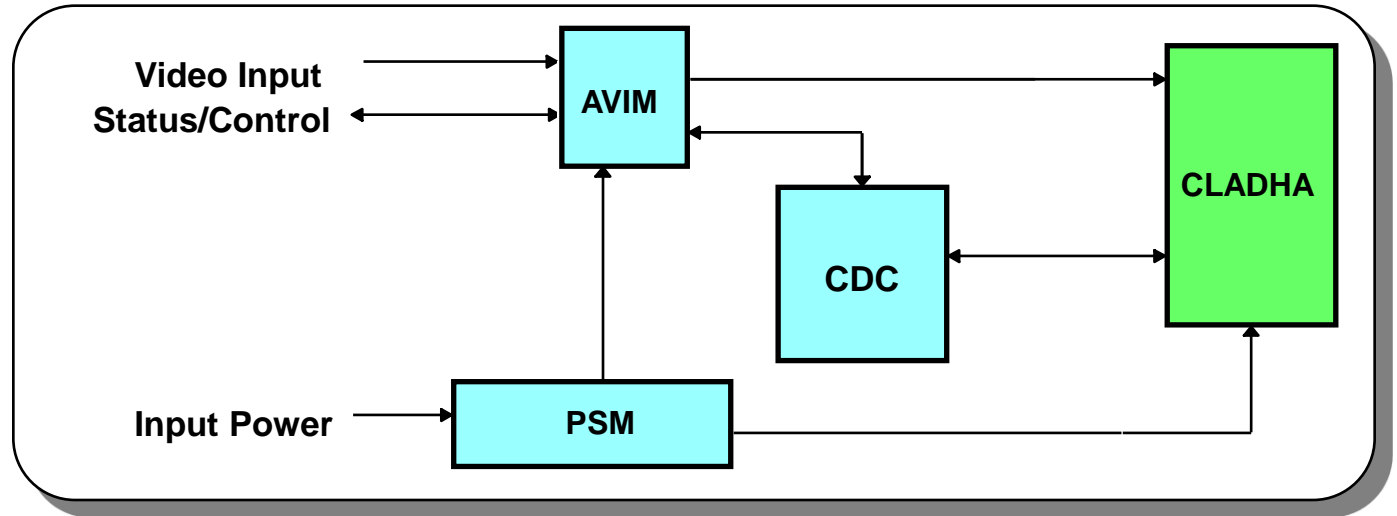 Video Input
Status/Control
AVIM
CLADHA
CDC
Input Power
PSM